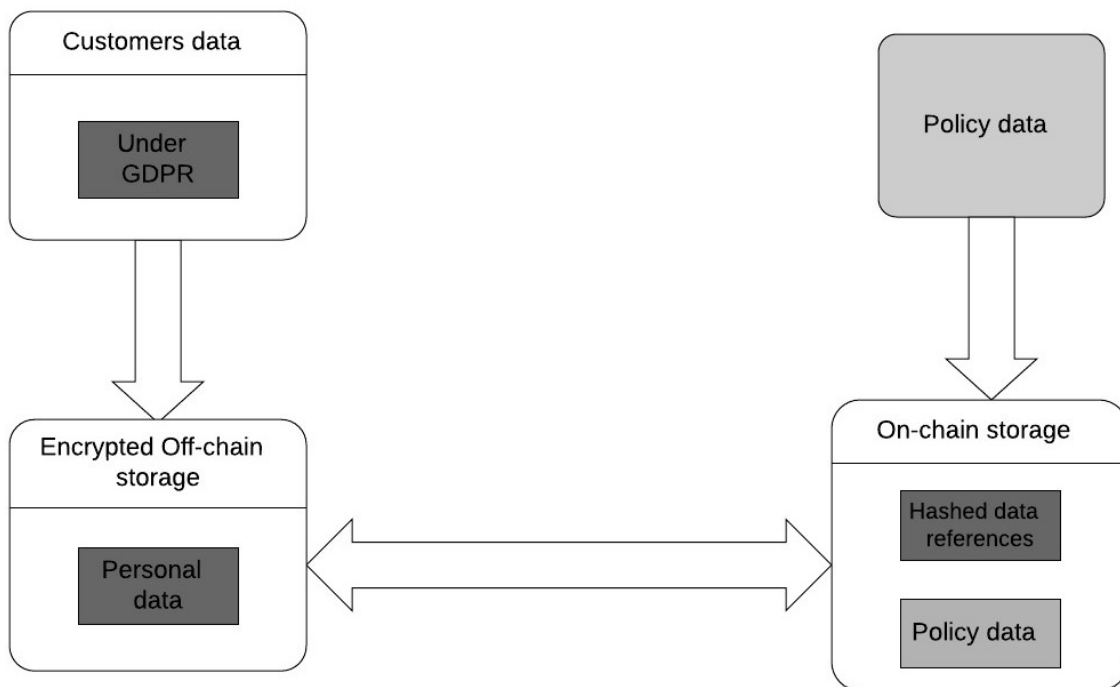 Customers data
Under
GDPR
Policy data
Encrypted Off-chain
storage
Personal
data
On-chain storage
Hashed data
references
Policy data